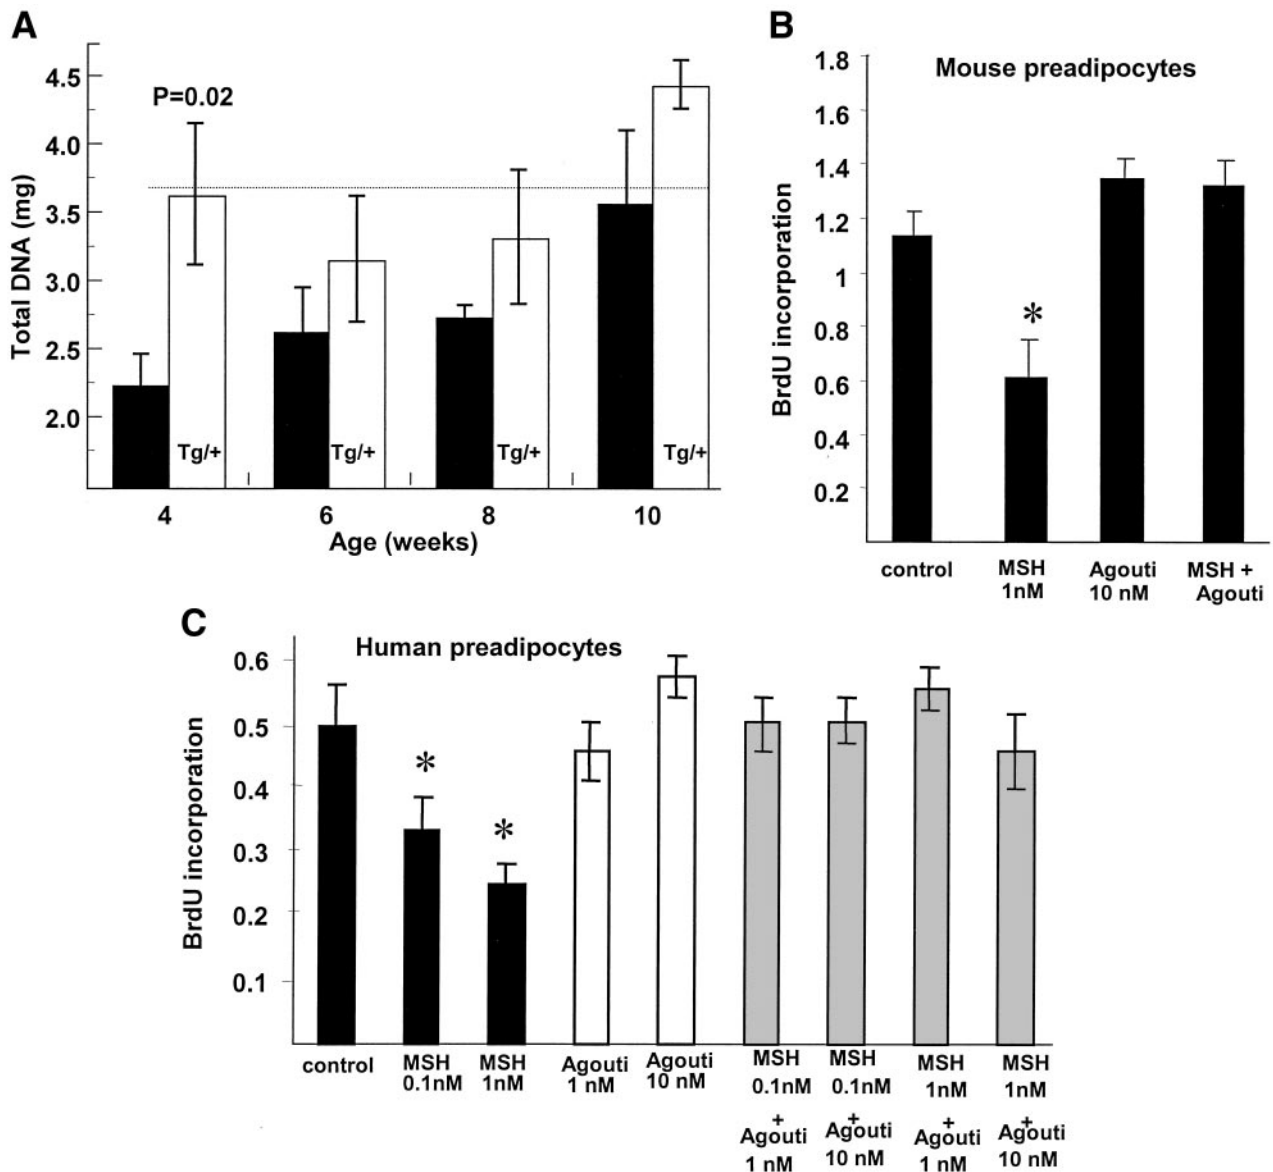 A
Total DNA (mg)
4.5
4.0
3.5
3.0
2.5
2.0
P=0.02
Tg/+
Tg/+
Tg/+
Tg/+
4
6
8
10
Age (weeks)
B
Mouse preadipocytes
BrdU incorporation
1.8
1.6
1.4
1.2
1
0.8
0.6
0.4
0.2
*
control
MSH
1nM
Agouti
10 nM
MSH +
Agouti
C
Human preadipocytes
BrdU incorporation
0.6
0.5
0.4
0.3
0.2
0.1
*
*
control
MSH
0.1nM
MSH
1nM
Agouti
1 nM
Agouti
10 nM
MSH
0.1nM
+
Agouti
1 nM
MSH
0.1nM
+
Agouti
10 nM
MSH
1nM
+
Agouti
1 nM
MSH
1nM
+
Agouti
10 nM